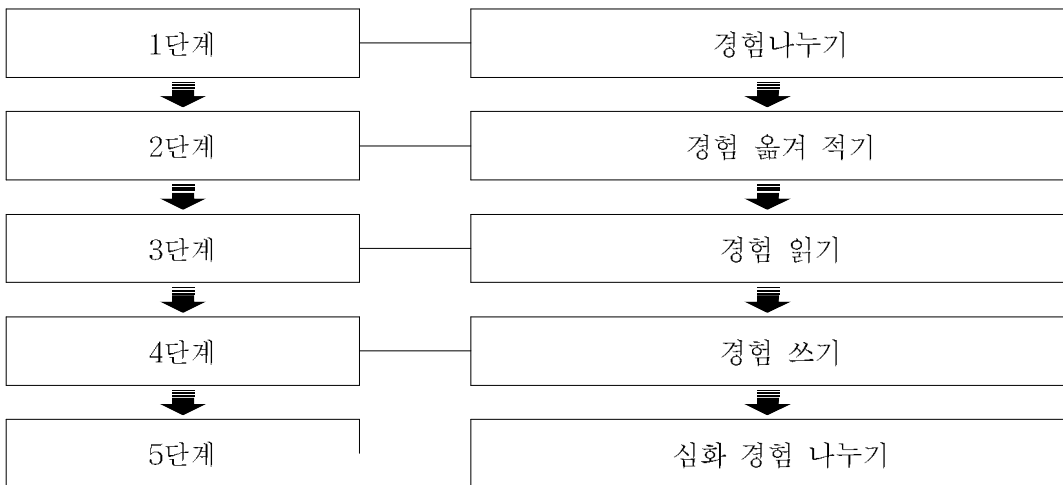 1단계 경험나누기
2단계 경험 옮겨 적기
3단계 경험 읽기
4단계 경험 쓰기
5단계 심화 경험 나누기